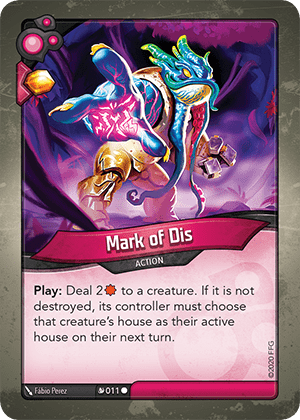 Mark of Dis
ACTION
Play: Deal 2 to a creature. If it is not
destroyed, its controller must choose
that creature's house as their active
house on their next turn.
©2020 FFG
Fábio Perez
011